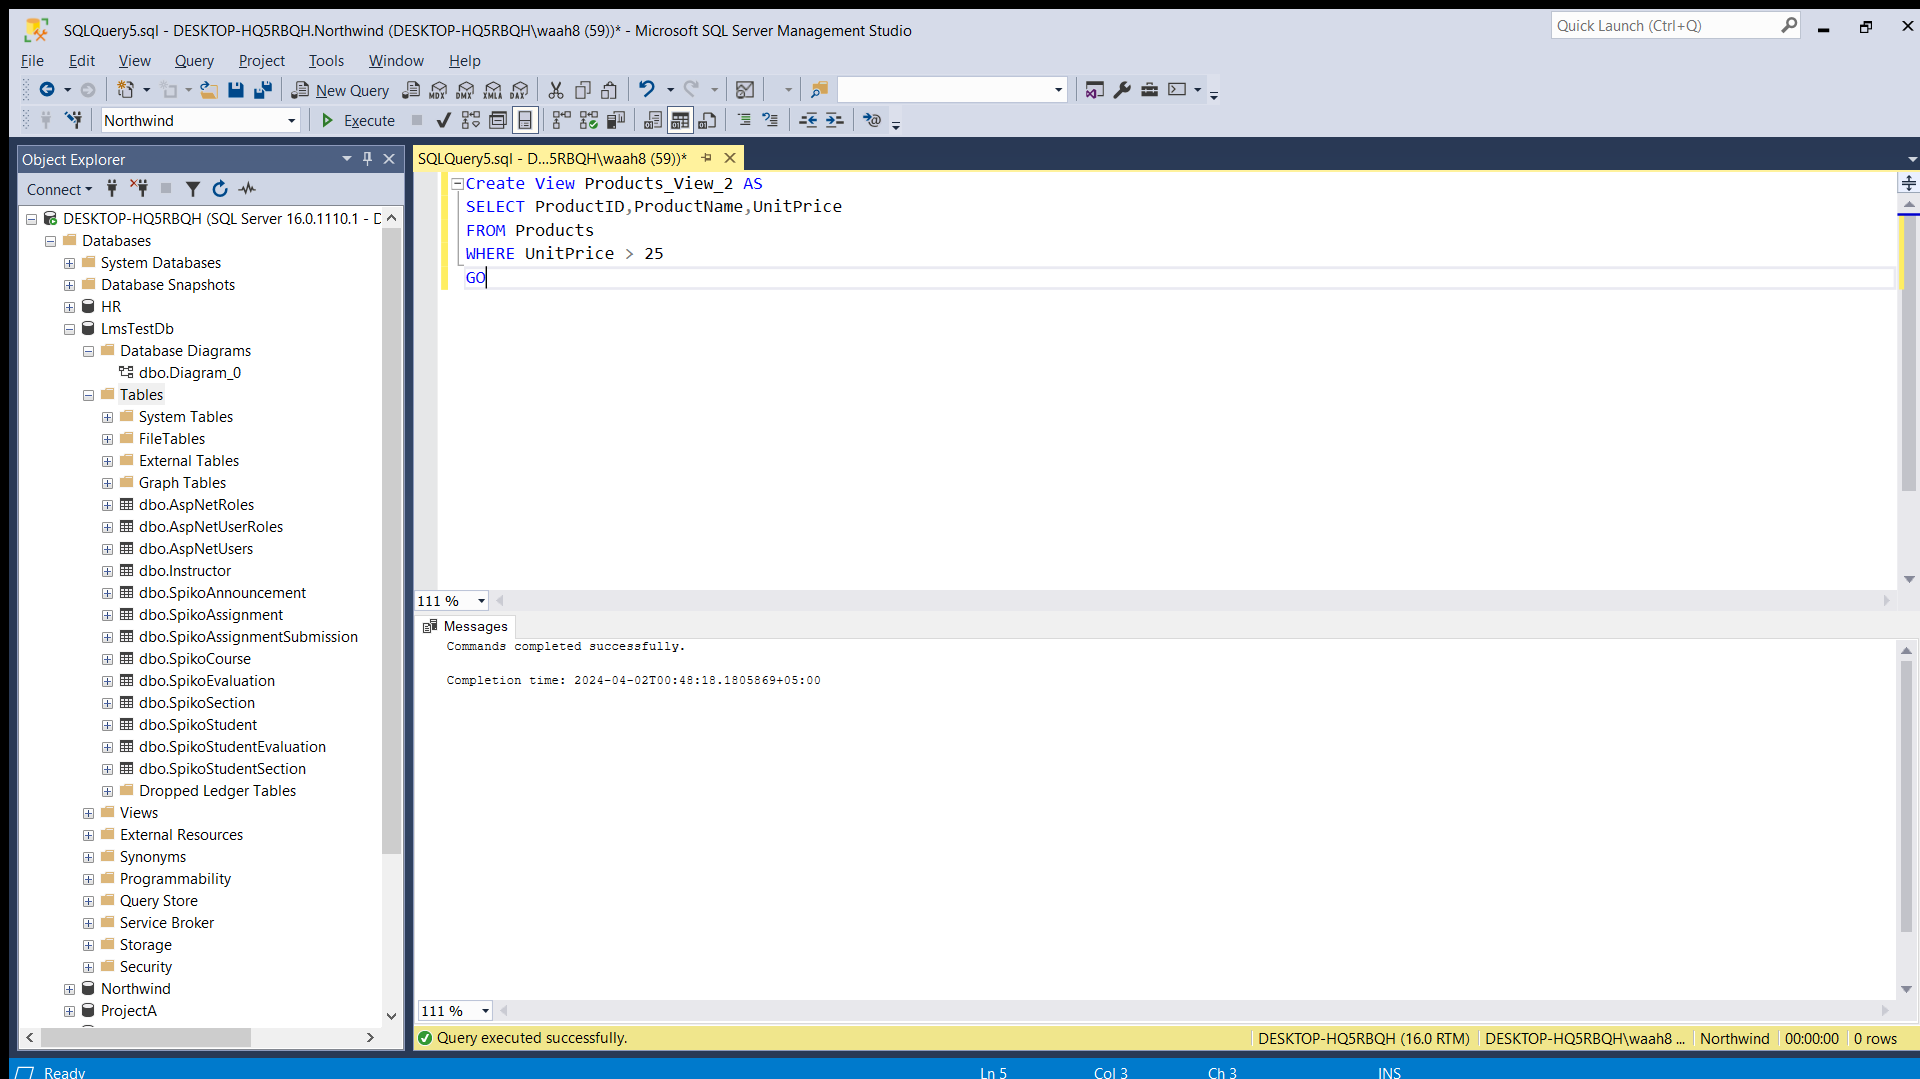 SQLQuery5.sql - DESKTOP-HQ5RBQH.Northwind (DESKTOP-HQ5RBQH\waah8 (59))* - Microsoft SQL Server Management Studio
Quick Launch (Ctrl+Q)
File Edit View Query Project Tools Window Help
New Query MDX DMX XMLA DAX
Northwind Execute
Object Explorer
Connect
DESKTOP-HQ5RBQH (SQL Server 16.0.1110.1 - D
Databases
System Databases
Database Snapshots
HR
LmsTestDb
Database Diagrams
dbo.Diagram_0
Tables
System Tables
FileTables
External Tables
Graph Tables
dbo.AspNetRoles
dbo.AspNetUserRoles
dbo.AspNetUsers
dbo.Instructor
dbo.SpikoAnnouncement
dbo.SpikoAssignment
dbo.SpikoAssignmentSubmission
dbo.SpikoCourse
dbo.SpikoEvaluation
dbo.SpikoSection
dbo.SpikoStudent
dbo.SpikoStudentEvaluation
dbo.SpikoStudentSection
Dropped Ledger Tables
Views
External Resources
Synonyms
Programmability
Query Store
Service Broker
Storage
Security
Northwind
ProjectA
SQLQuery5.sql - D...5RBQH\waah8 (59))*
Create View Products_View_2 AS
SELECT ProductID,ProductName,UnitPrice
FROM Products
WHERE UnitPrice > 25
GO
111 %
Messages
Commands completed successfully.
Completion time: 2024-04-02T00:48:18.1805869+05:00
111 %
Query executed successfully. DESKTOP-HQ5RBQH (16.0 RTM) DESKTOP-HQ5RBQH\waah8 ... Northwind 00:00:00 0 rows
Ready Ln 5 Col 3 Ch 3 INS